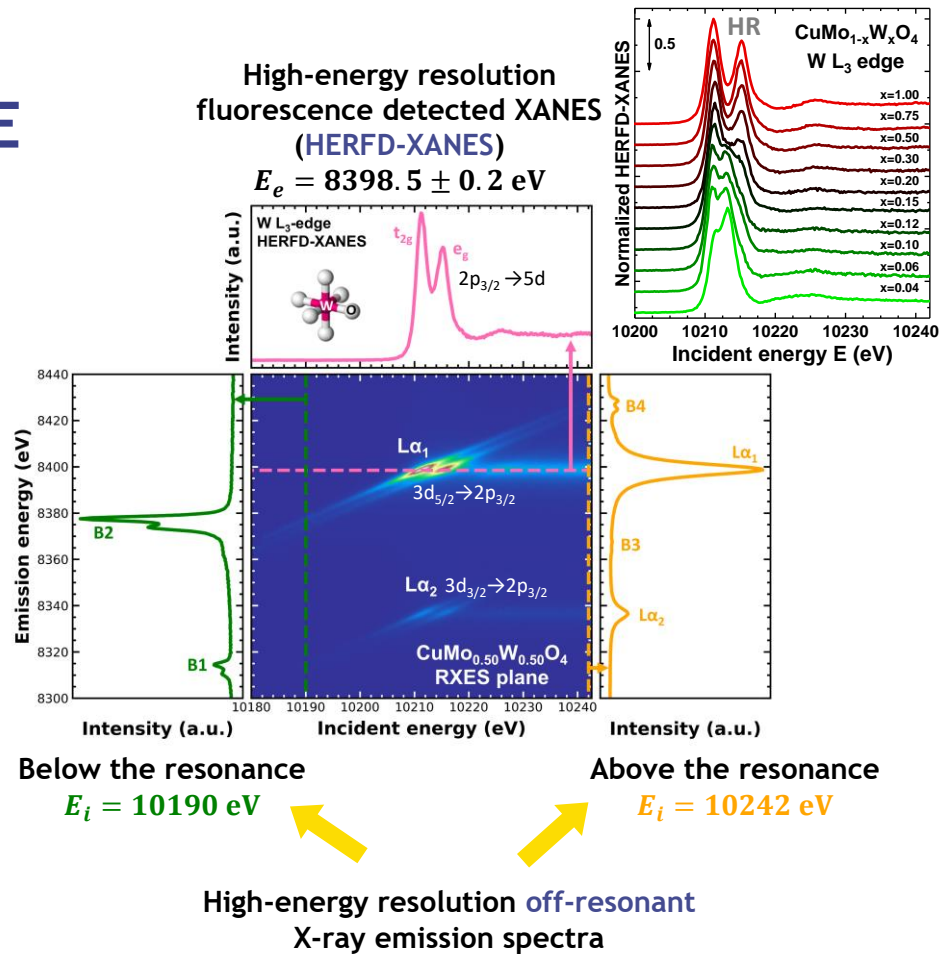 E
High-energy resolution
fluorescence detected XANES
(HERFD-XANES)
E_e = 8398.5 ± 0.2 eV
0.5
HR
CuMo₁₋ₓWₓO₄
W L₃ edge
x=1.00
x=0.75
x=0.50
x=0.30
x=0.20
x=0.15
x=0.12
x=0.10
x=0.06
x=0.04
Normalized HERFD-XANES
10200 10210 10220 10230 10240
Incident energy E (eV)
W L₃-edge
HERFD-XANES
t₂g
e_g
2p₃/₂→5d
W
O
Intensity (a.u.)
8440
8420
8400
8380
8360
8340
8320
8300
Emission energy (eV)
B2
B1
Intensity (a.u.)
Lα₁
3d₅/₂→2p₃/₂
Lα₂ 3d₃/₂→2p₃/₂
CuMo₀.₅₀W₀.₅₀O₄
RXES plane
10180 10190 10200 10210 10220 10230 10240
Incident energy (eV)
B4
Lα₁
B3
Lα₂
Intensity (a.u.)
Below the resonance
E_i = 10190 eV
Above the resonance
E_i = 10242 eV
High-energy resolution off-resonant
X-ray emission spectra